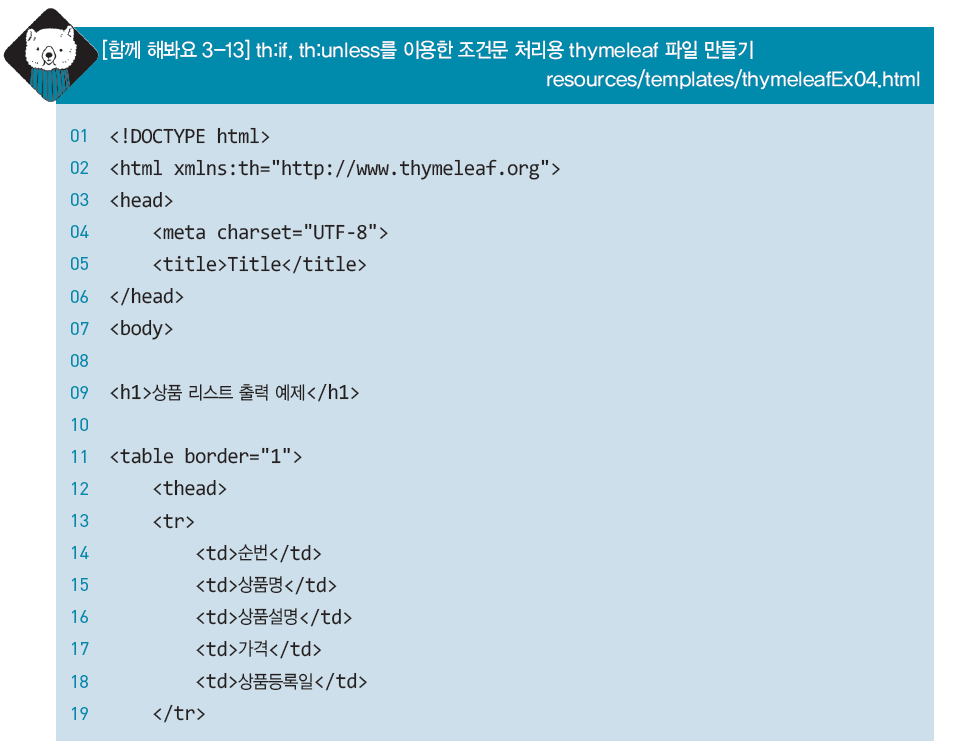 [함께 해봐요 3-13] th:if, th:unless를 이용한 조건문 처리용 thymeleaf 파일 만들기
resources/templates/thymeleafEx04.html
01 <!DOCTYPE html>
02 <html xmlns:th="http://www.thymeleaf.org">
03 <head>
04     <meta charset="UTF-8">
05     <title>Title</title>
06 </head>
07 <body>
08
09 <h1>상품 리스트 출력 예제</h1>
10
11 <table border="1">
12     <thead>
13     <tr>
14         <td>순번</td>
15         <td>상품명</td>
16         <td>상품설명</td>
17         <td>가격</td>
18         <td>상품등록일</td>
19     </tr>